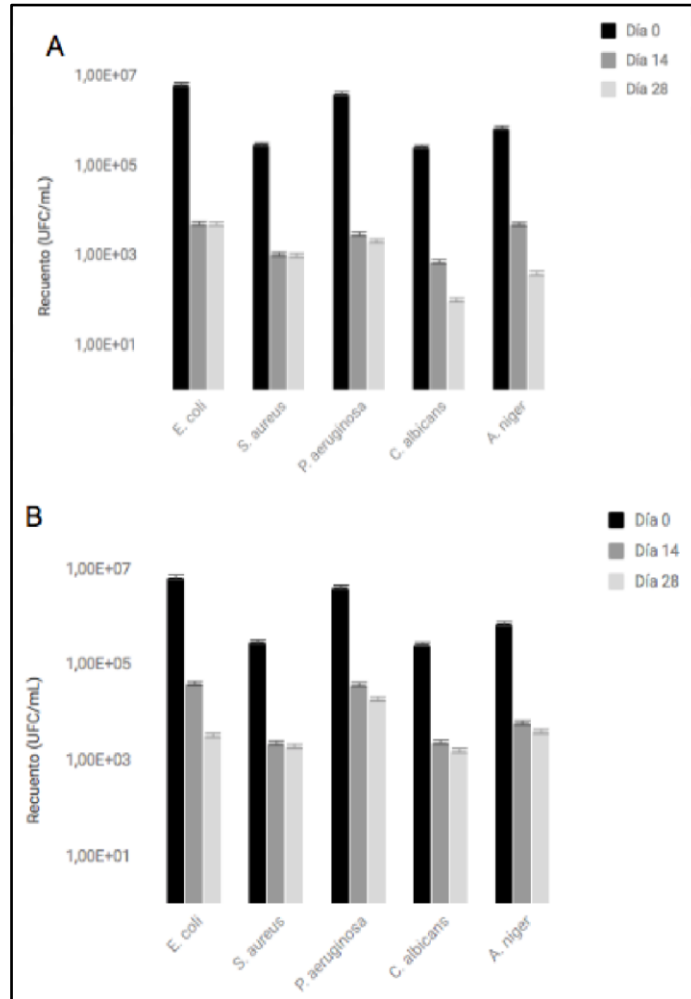 A
Día 0
Día 14
Día 28
1,00E+07
1,00E+05
1,00E+03
1,00E+01
Recuento (UFC/mL)
E. coli
S. aureus
P. aeruginosa
C. albicans
A. niger
B
Día 0
Día 14
Día 28
1,00E+07
1,00E+05
1,00E+03
1,00E+01
Recuento (UFC/mL)
E. coli
S. aureus
P. aeruginosa
C. albicans
A. niger